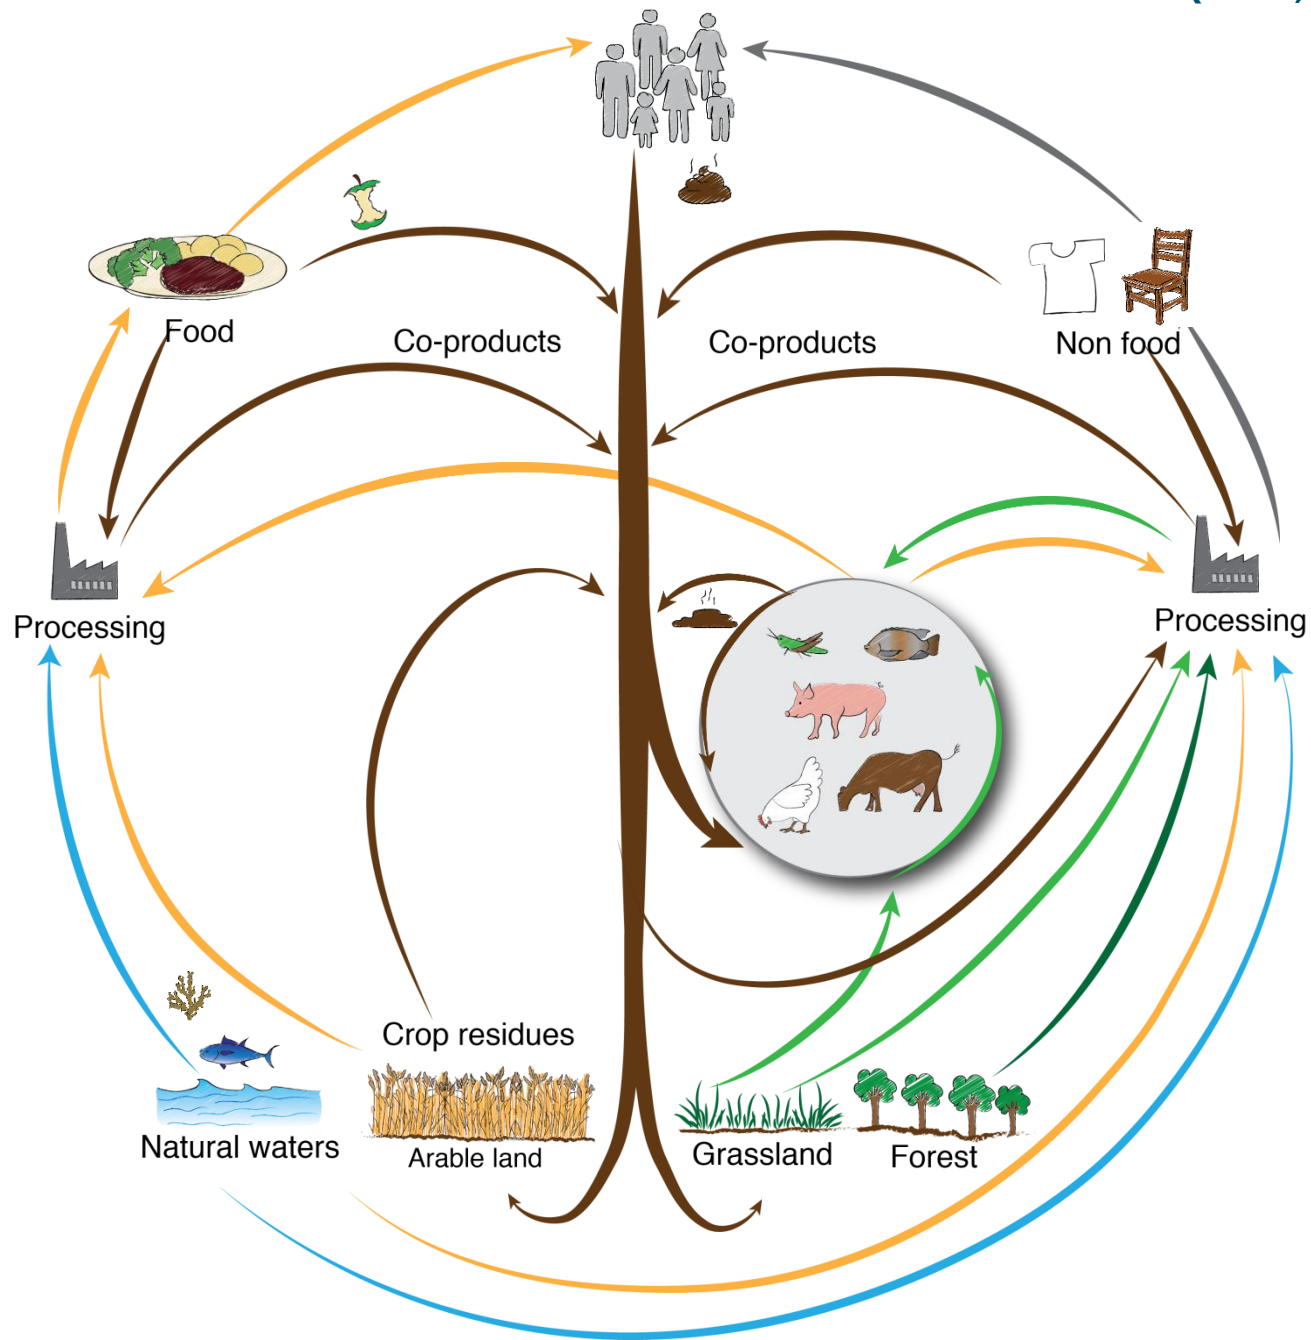 Food
Co-products
Co-products
Non food
Processing
Processing
Crop residues
Natural waters
Arable land
Grassland
Forest